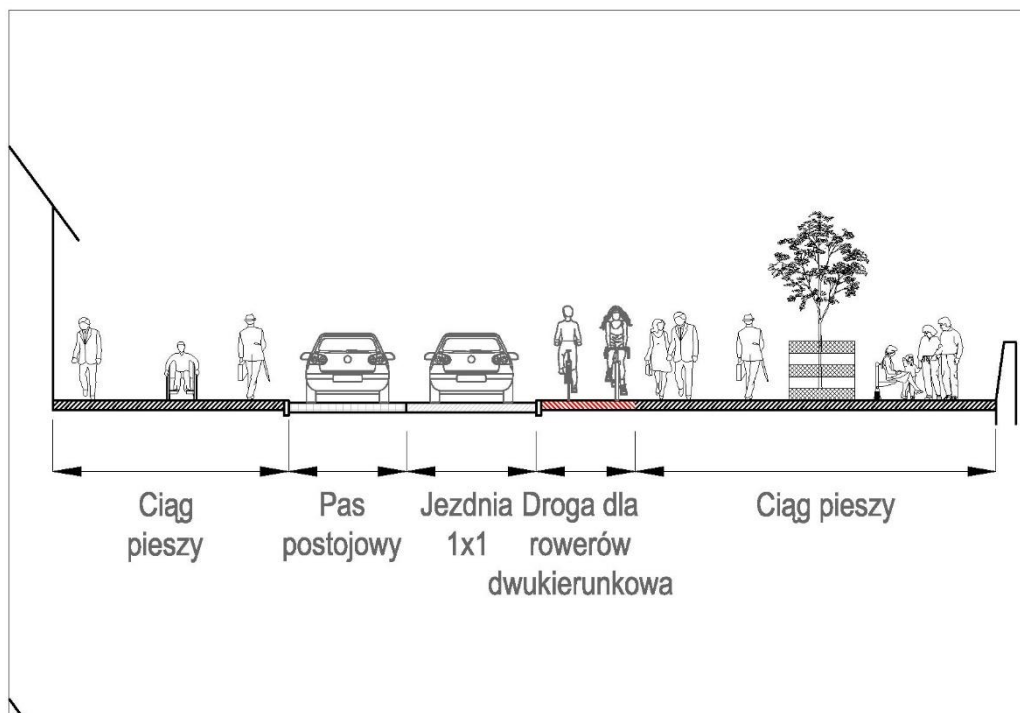 Ciąg
pieszy
Pas
postojowy
Jezdnia
1x1
Droga dla
rowerów
dwukierunkowa
Ciąg pieszy